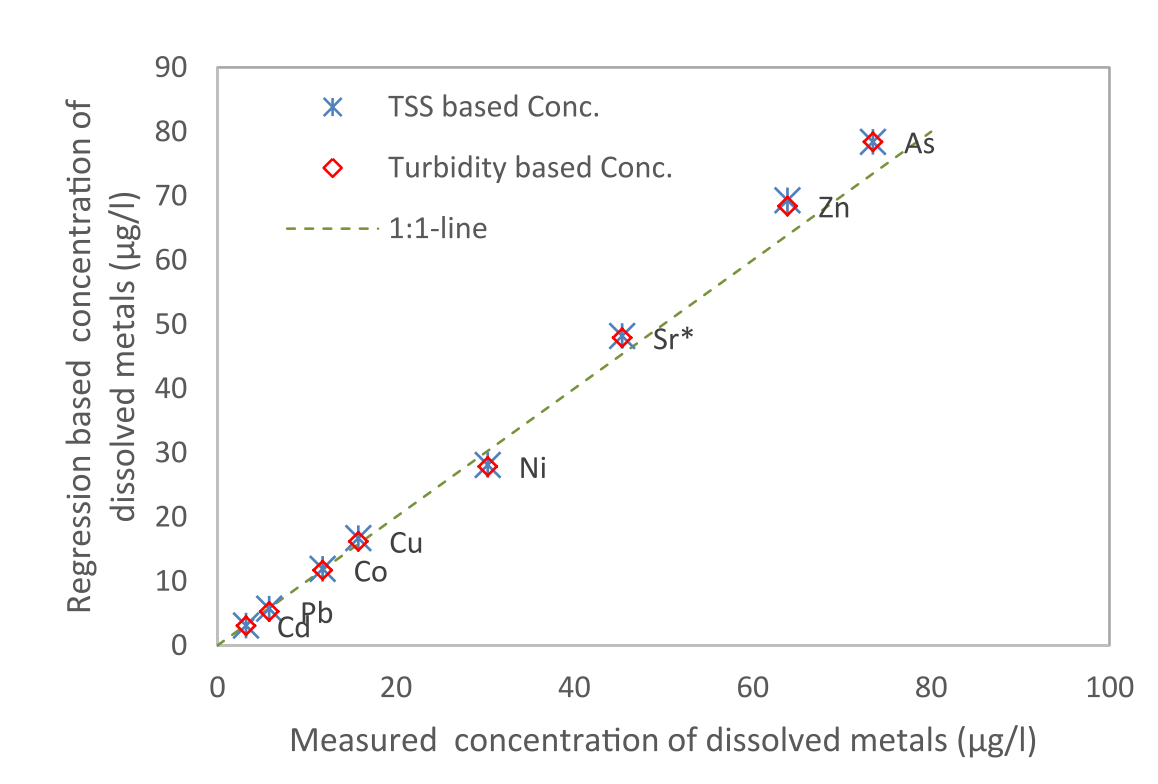 Regression based  concentration of
dissolved metals (µg/l)
90
80
70
60
50
40
30
20
10
0
TSS based Conc.
Turbidity based Conc.
1:1-line
As
Zn
Sr*
Ni
Cu
Co
Pb
Cd
0 20 40 60 80 100
Measured  concentration of dissolved metals (µg/l)